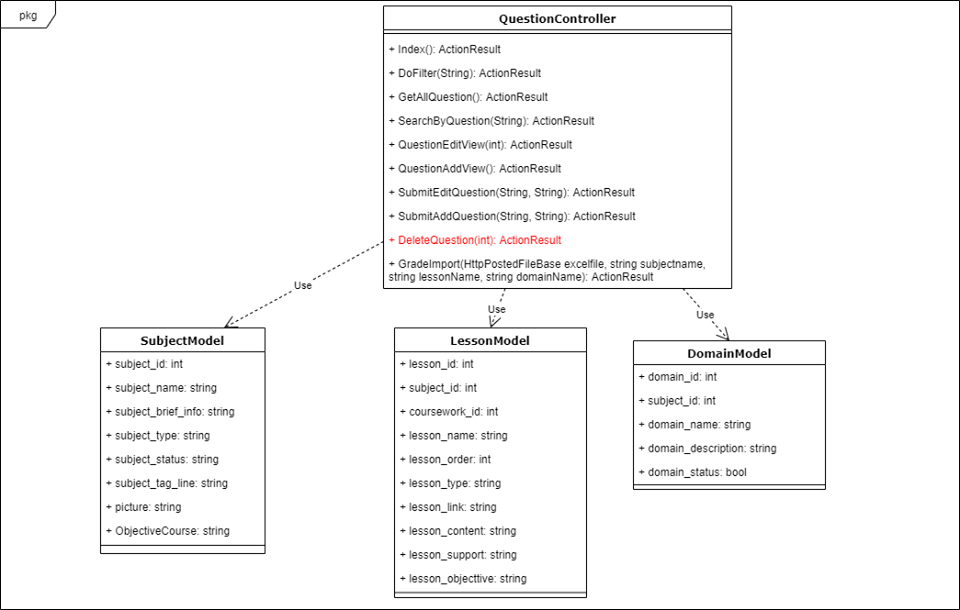 pkg
QuestionController
+ Index(): ActionResult
+ DoFilter(String): ActionResult
+ GetAllQuestion(): ActionResult
+ SearchByQuestion(String): ActionResult
+ QuestionEditView(int): ActionResult
+ QuestionAddView(): ActionResult
+ SubmitEditQuestion(String, String): ActionResult
+ SubmitAddQuestion(String, String): ActionResult
+ DeleteQuestion(int): ActionResult
+ GradeImport(HttpPostedFileBase excelfile, string subjectname,
string lessonName, string domainName): ActionResult
Use
Use
Use
SubjectModel
+ subject_id: int
+ subject_name: string
+ subject_brief_info: string
+ subject_type: string
+ subject_status: string
+ subject_tag_line: string
+ picture: string
+ ObjectiveCourse: string
LessonModel
+ lesson_id: int
+ subject_id: int
+ coursework_id: int
+ lesson_name: string
+ lesson_order: int
+ lesson_type: string
+ lesson_link: string
+ lesson_content: string
+ lesson_support: string
+ lesson_objecttive: string
DomainModel
+ domain_id: int
+ subject_id: int
+ domain_name: string
+ domain_description: string
+ domain_status: bool